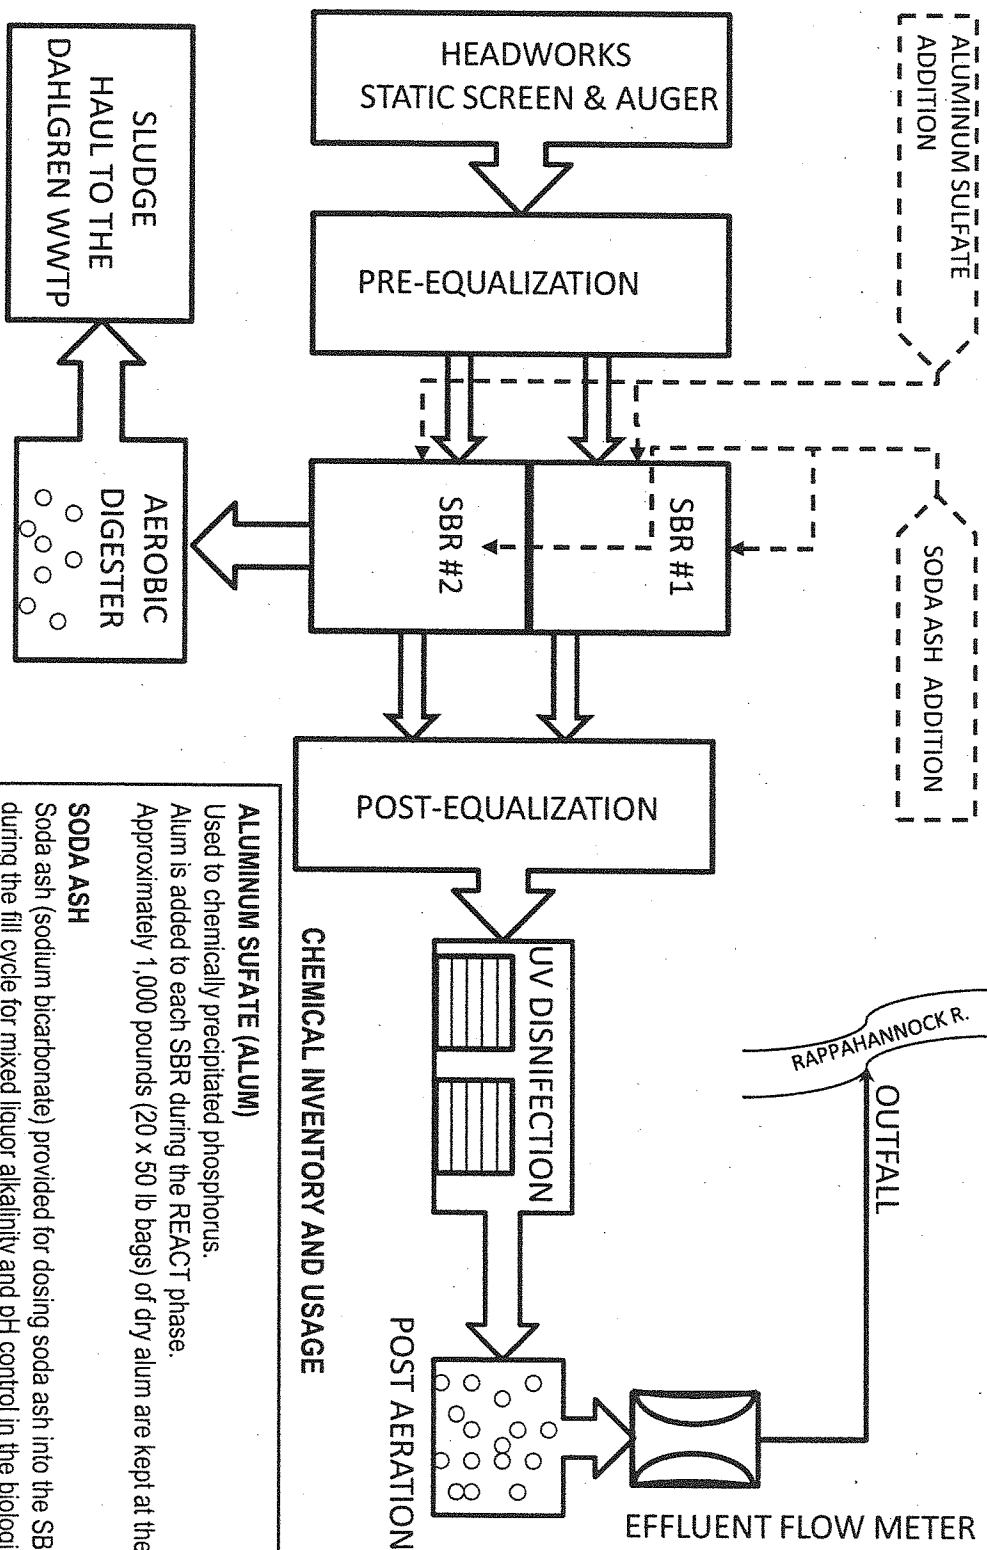 ALUMINUM SULFATE
ADDITION
SODA ASH ADDITION
HEADWORKS
STATIC SCREEN & AUGER
PRE-EQUALIZATION
SBR #1
SBR #2
POST-EQUALIZATION
UV DISNIFECTION
POST AERATION
EFFLUENT FLOW METER
OUTFALL
RAPPAHANNOCK R.
AEROBIC
DIGESTER
SLUDGE
HAUL TO THE
DAHLGREN WWTP
CHEMICAL INVENTORY AND USAGE
ALUMINUM SUFATE (ALUM)
Used to chemically precipitated phosphorus.
Alum is added to each SBR during the REACT phase.
Approximately 1,000 pounds (20 x 50 lb bags) of dry alum are kept at the
SODA ASH
Soda ash (sodium bicarbonate) provided for dosing soda ash into the SB
during the fill cycle for mixed liquor alkalinity and pH control in the biologi